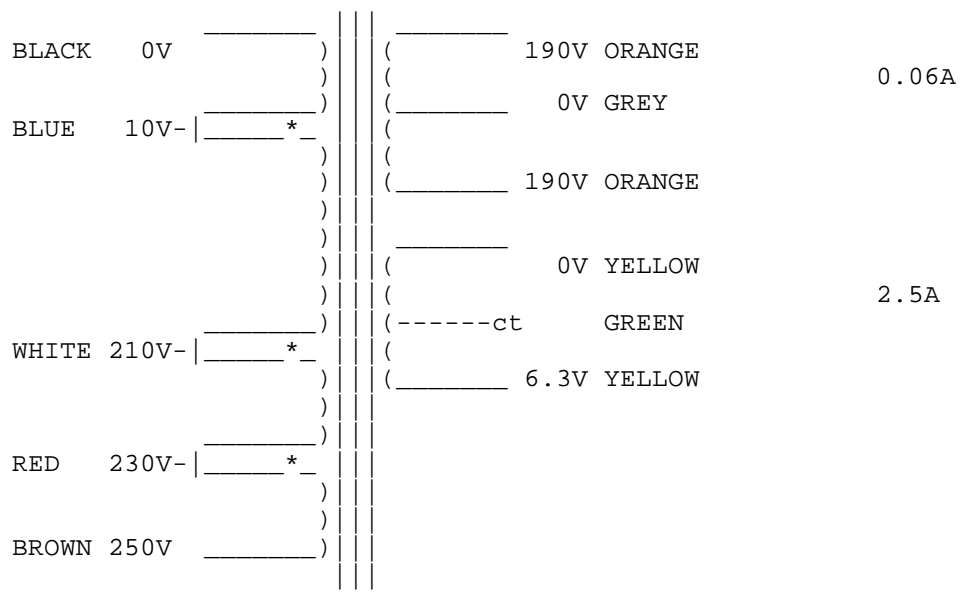 BLACK 0V 190V ORANGE
0.06A
0V GREY
BLUE 10V- *
190V ORANGE
0V YELLOW
2.5A
ct GREEN
WHITE 210V- *
6.3V YELLOW
RED 230V- *
BROWN 250V